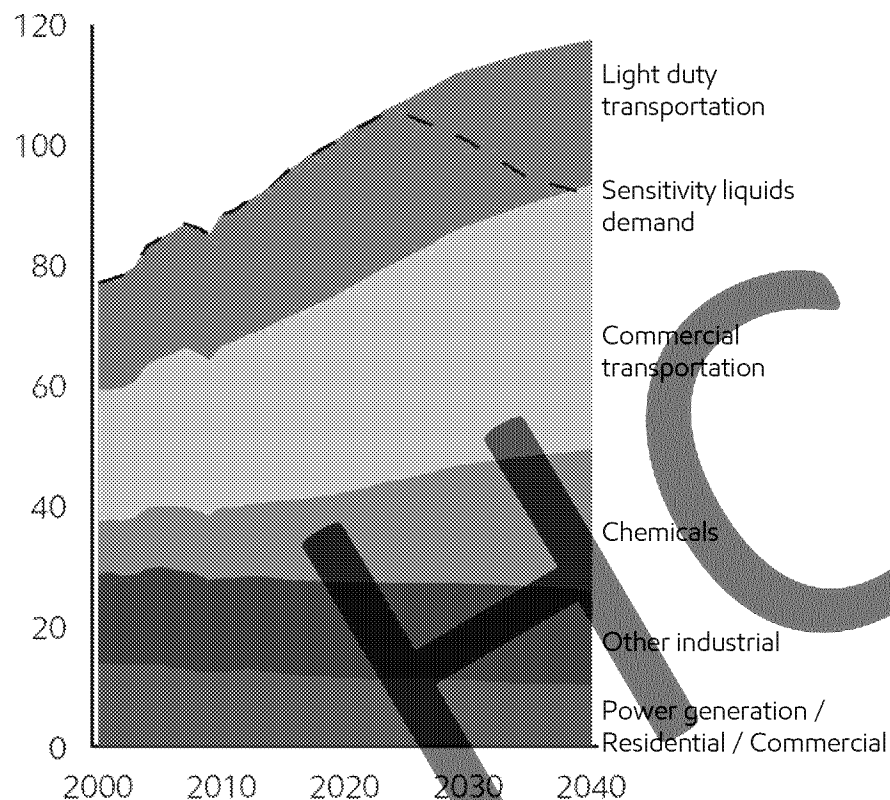 120
100
80
60
40
20
0
2000 2010 2020 2030 2040
Light duty
transportation
Sensitivity liquids
demand
Commercial
transportation
Chemicals
Other industrial
Power generation /
Residential / Commercial
HC